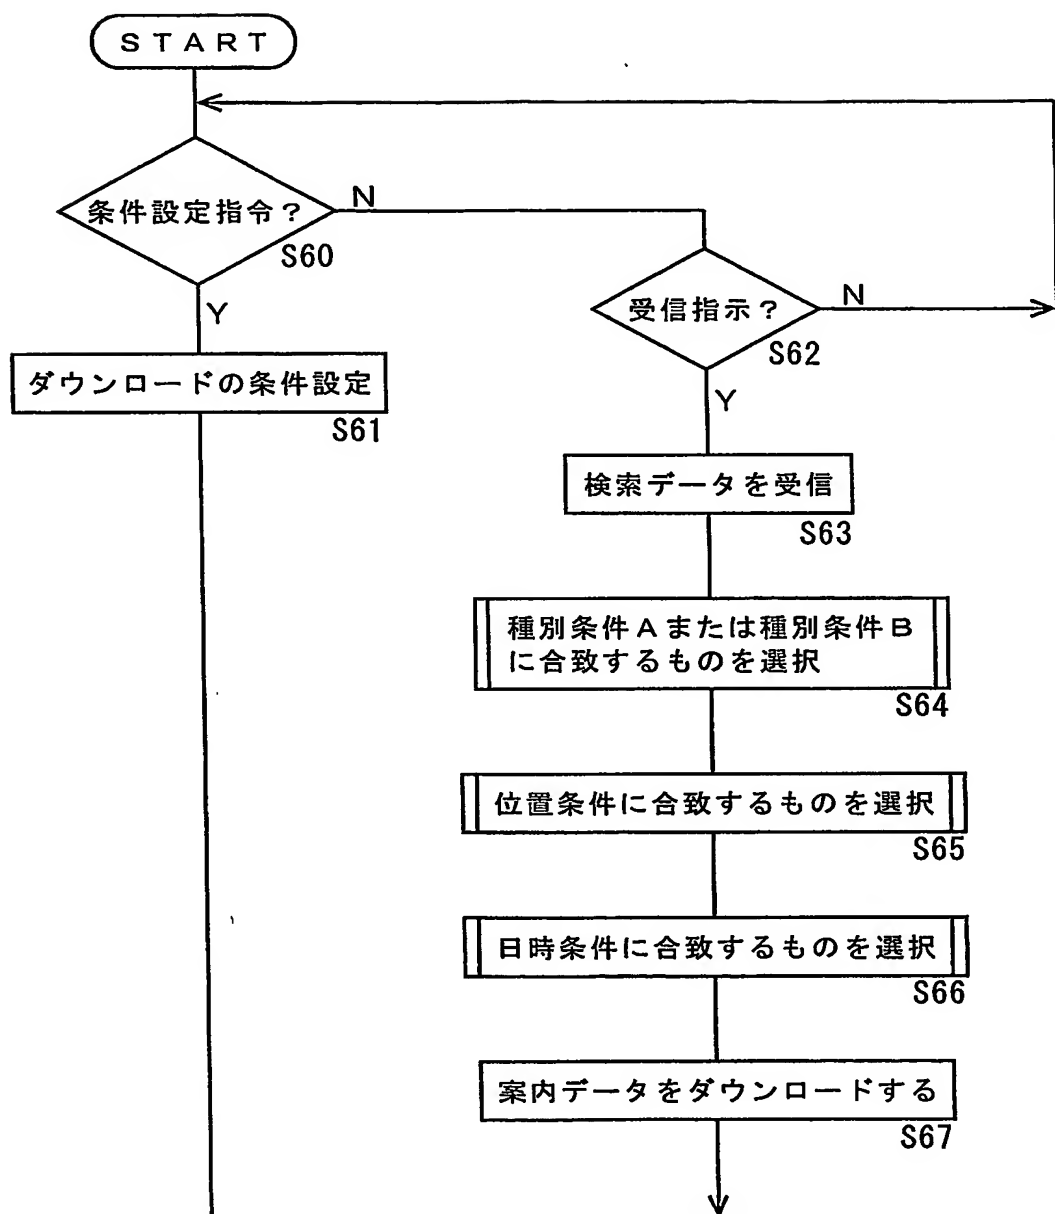 START
条件設定指令？
N
S60
Y
受信指示？
N
S62
ダウンロードの条件設定
S61
Y
検索データを受信
S63
種別条件Aまたは種別条件B
に合致するものを選択
S64
位置条件に合致するものを選択
S65
日時条件に合致するものを選択
S66
案内データをダウンロードする
S67